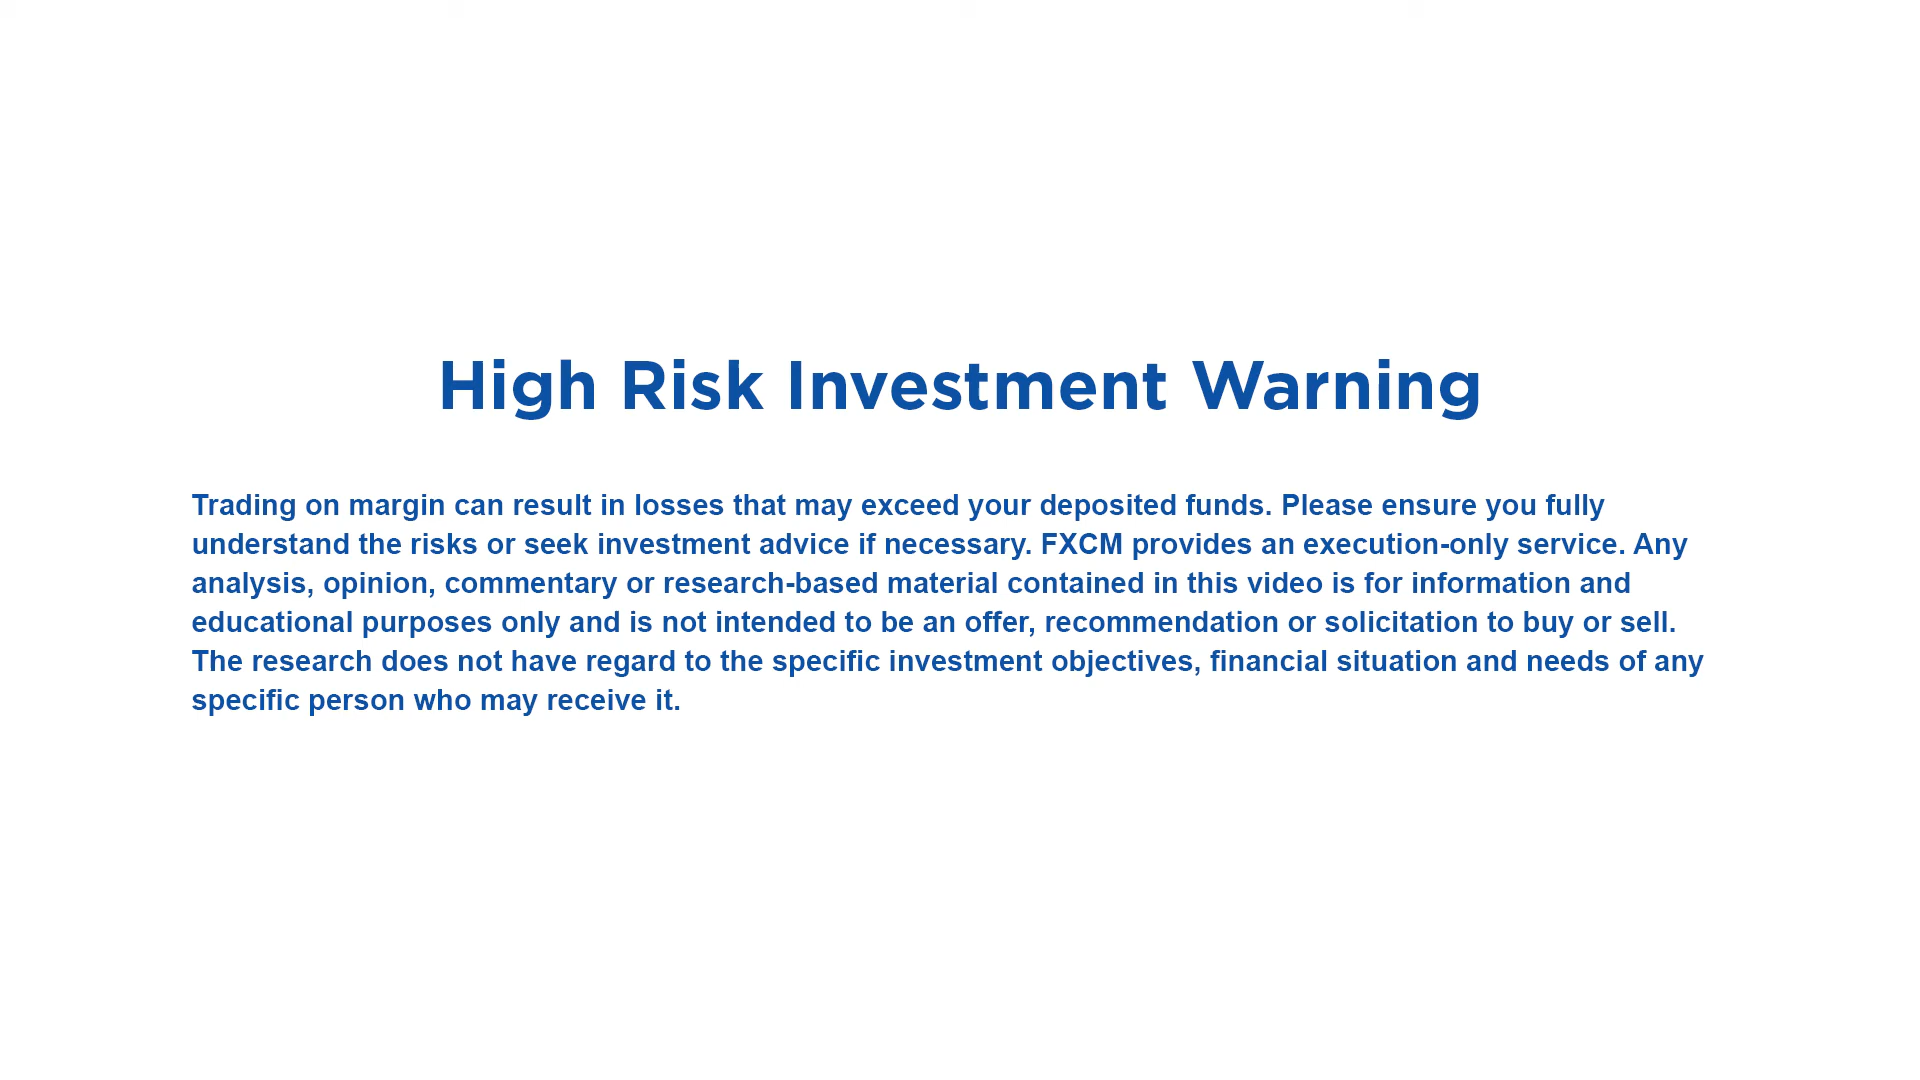 High Risk Investment Warning
Trading on margin can result in losses that may exceed your deposited funds. Please ensure you fully
understand the risks or seek investment advice if necessary. FXCM provides an execution-only service. Any
analysis, opinion, commentary or research-based material contained in this video is for information and
educational purposes only and is not intended to be an offer, recommendation or solicitation to buy or sell.
The research does not have regard to the specific investment objectives, financial situation and needs of any
specific person who may receive it.